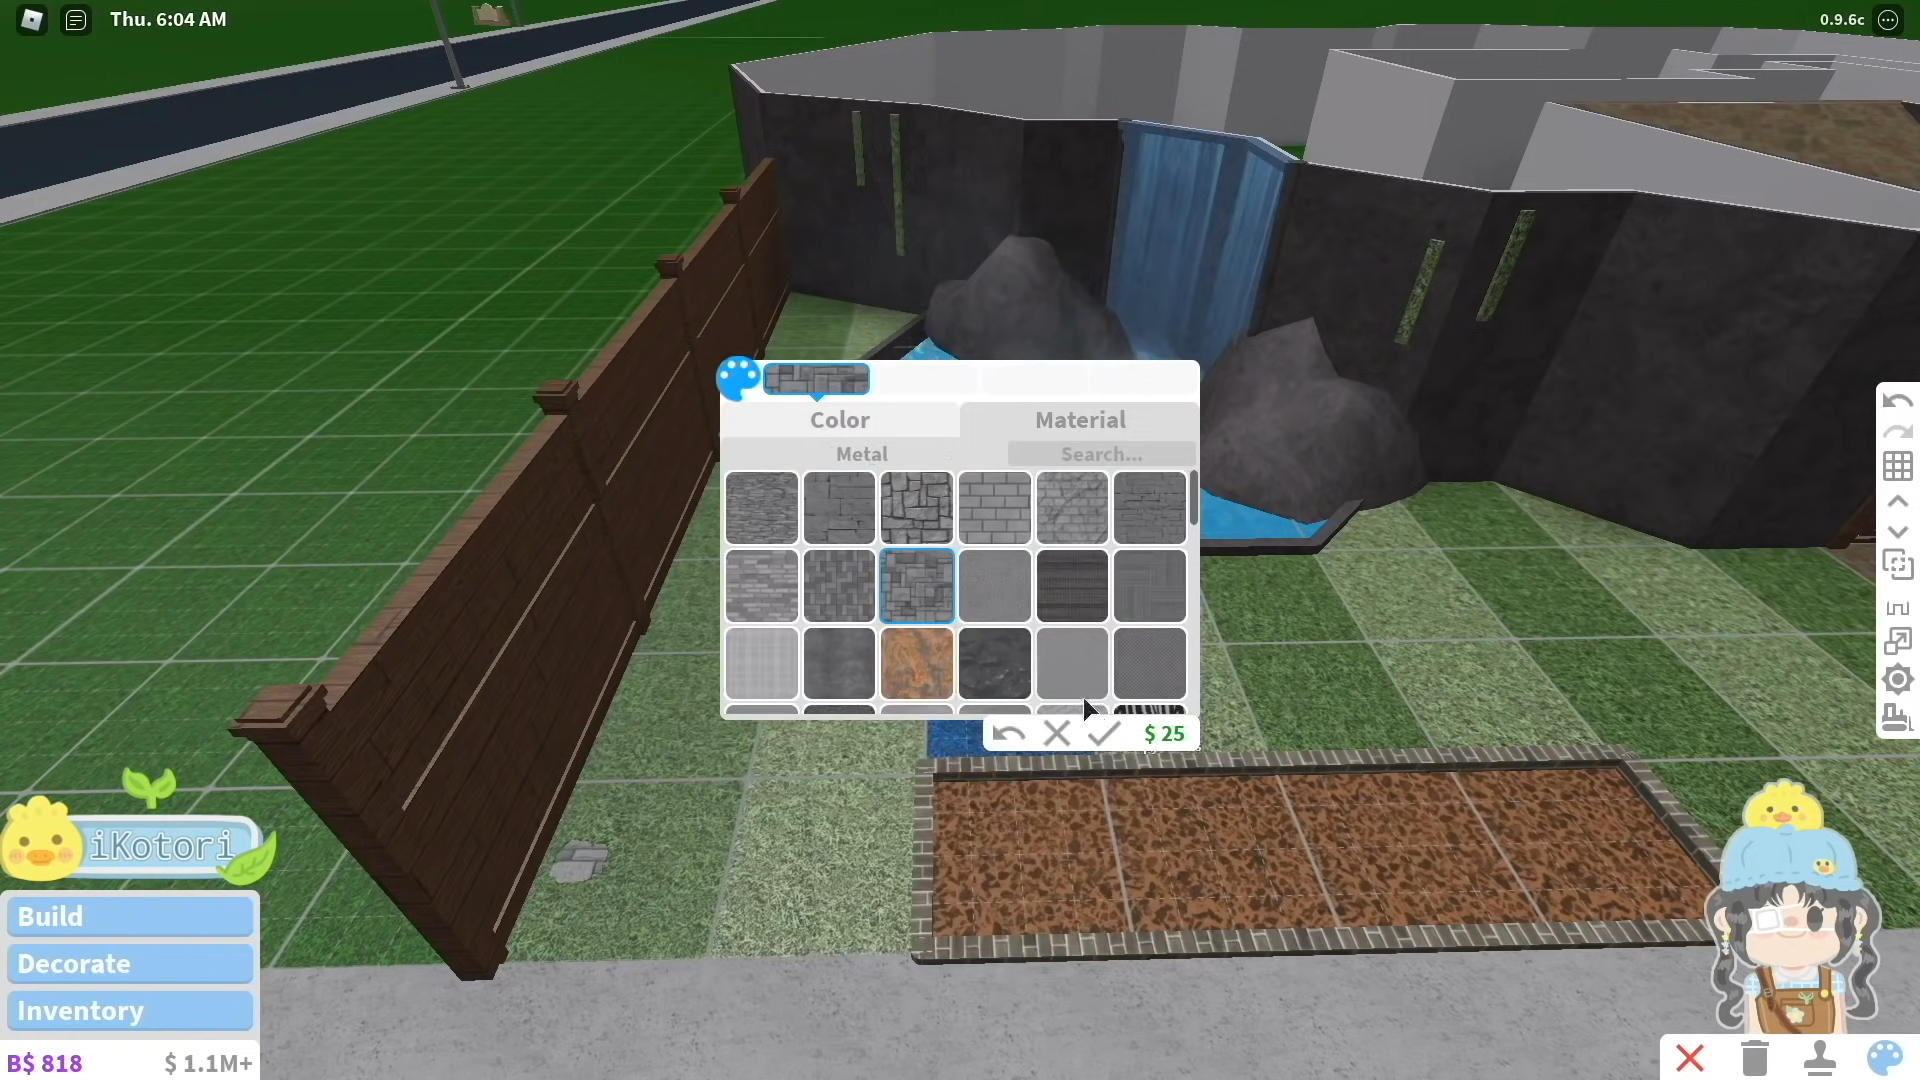 Thu. 6:04 AM
0.9.6c
Color
Material
Metal
Search...
$ 25
iKotori
Build
Decorate
Inventory
B$ 818
$ 1.1M+